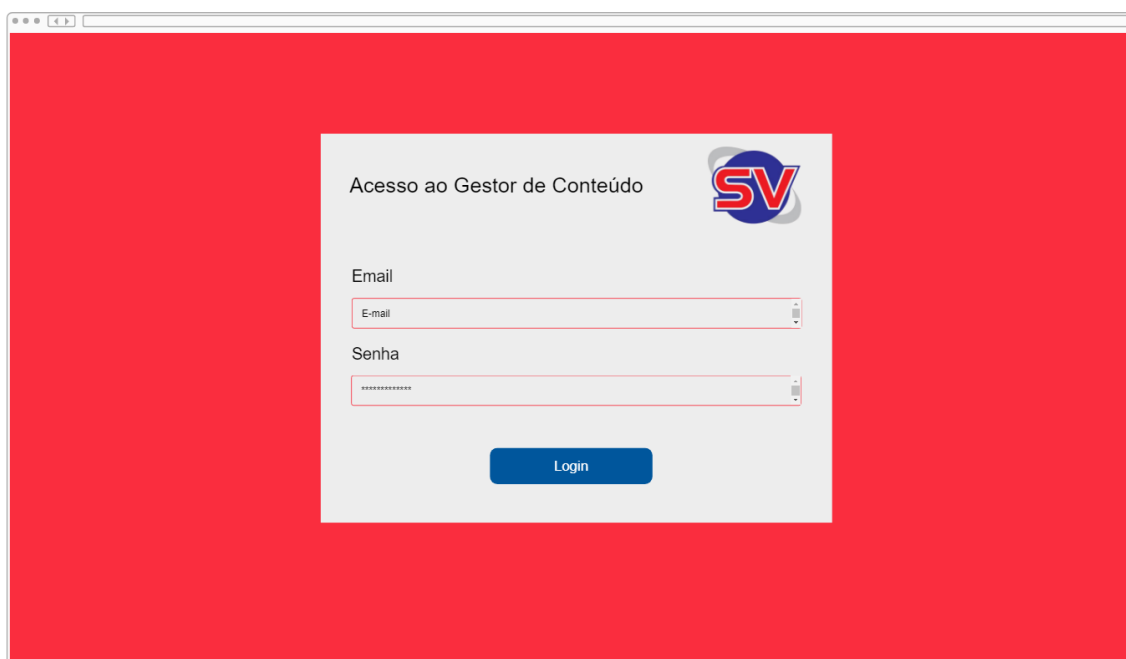 Acesso ao Gestor de Conteúdo
SV
Email
E-mail
Senha
*************
Login